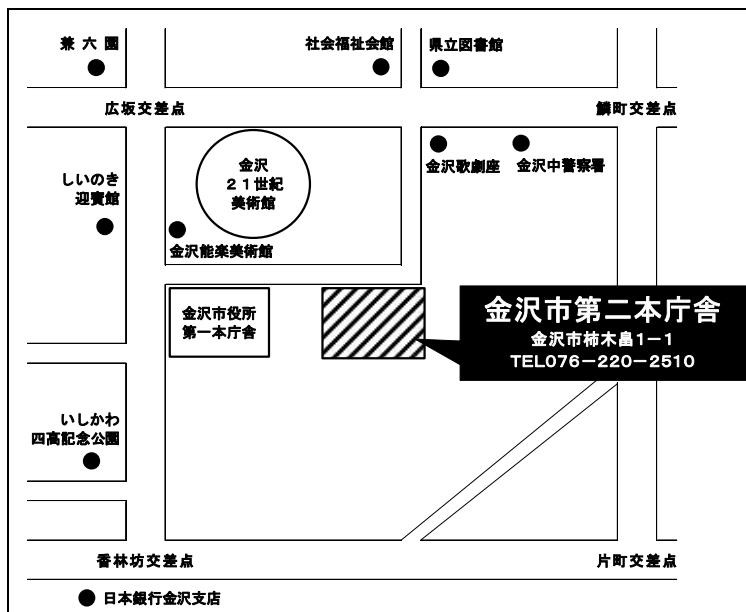 兼六園
社会福祉会館
県立図書館
広坂交差点
鱗町交差点
金沢
21世紀
美術館
金沢歌劇座
金沢中警察署
しいのき
迎賓館
金沢能楽美術館
金沢市役所
第一本庁舎
金沢市第二本庁舎
金沢市柿木畠1-1
TEL076-220-2510
いしかわ
四高記念公園
香林坊交差点
片町交差点
日本銀行金沢支店